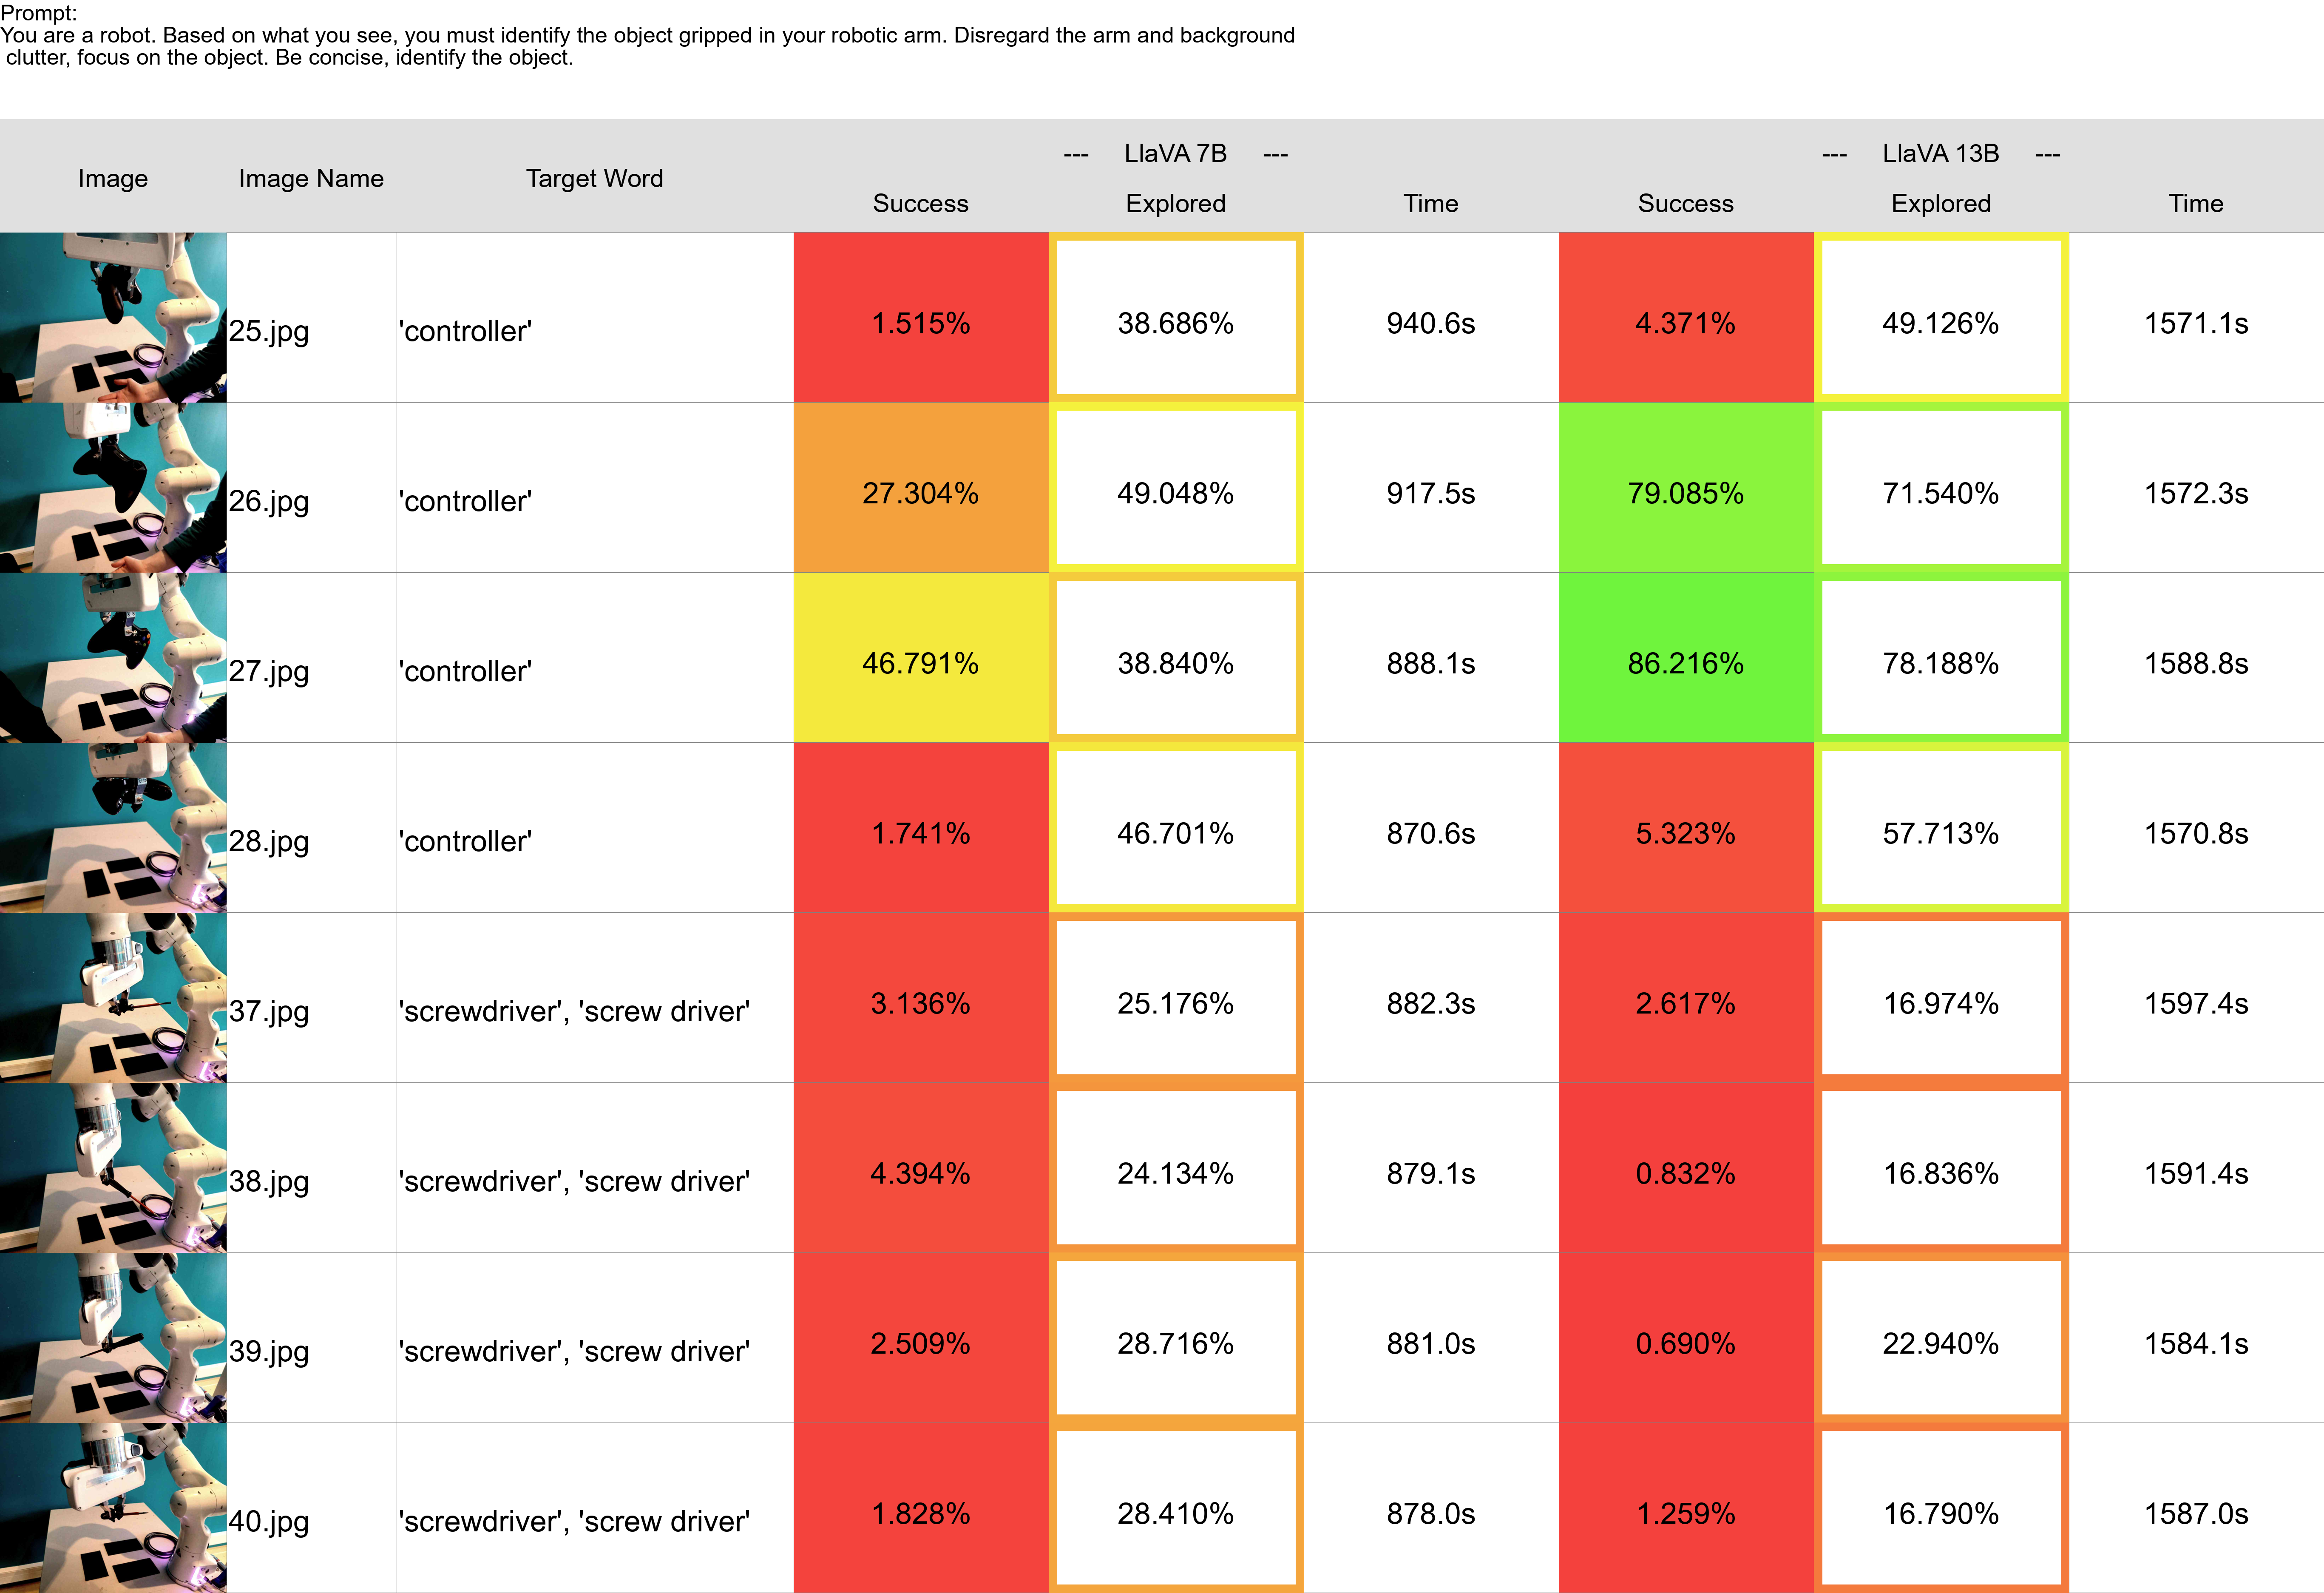 Prompt:
You are a robot. Based on what you see, you must identify the object gripped in your robotic arm. Disregard the arm and background
clutter, focus on the object. Be concise, identify the object.
--- LlaVA 7B --- --- LlaVA 13B ---
Image Image Name Target Word
Success Explored Time Success Explored Time
25.jpg 'controller' 1.515% 38.686% 940.6s 4.371% 49.126% 1571.1s
26.jpg 'controller' 27.304% 49.048% 917.5s 79.085% 71.540% 1572.3s
27.jpg 'controller' 46.791% 38.840% 888.1s 86.216% 78.188% 1588.8s
28.jpg 'controller' 1.741% 46.701% 870.6s 5.323% 57.713% 1570.8s
37.jpg 'screwdriver', 'screw driver' 3.136% 25.176% 882.3s 2.617% 16.974% 1597.4s
38.jpg 'screwdriver', 'screw driver' 4.394% 24.134% 879.1s 0.832% 16.836% 1591.4s
39.jpg 'screwdriver', 'screw driver' 2.509% 28.716% 881.0s 0.690% 22.940% 1584.1s
40.jpg 'screwdriver', 'screw driver' 1.828% 28.410% 878.0s 1.259% 16.790% 1587.0s